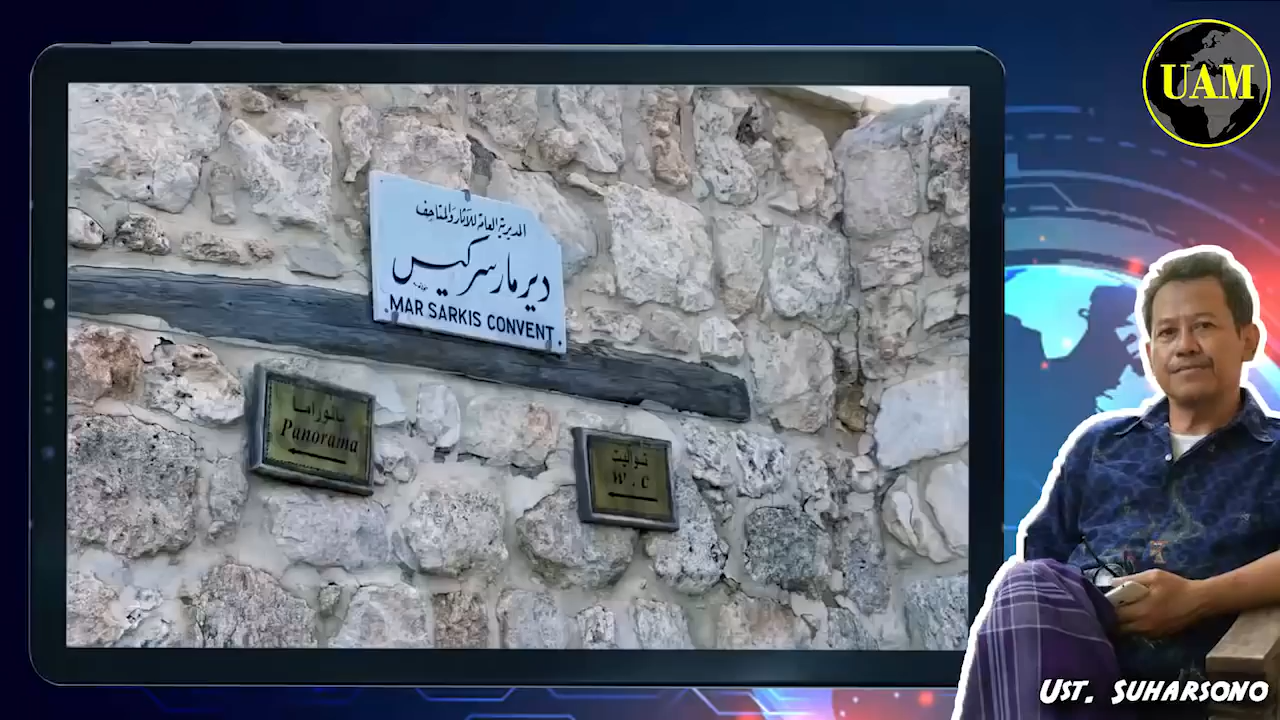 UAM
المديرية العامة للآثار والمتاحف
دير مار سركيس
MAR SARKIS CONVENT
بانوراما
Panorama
تواليت
W.C
UST. SUHARSONO